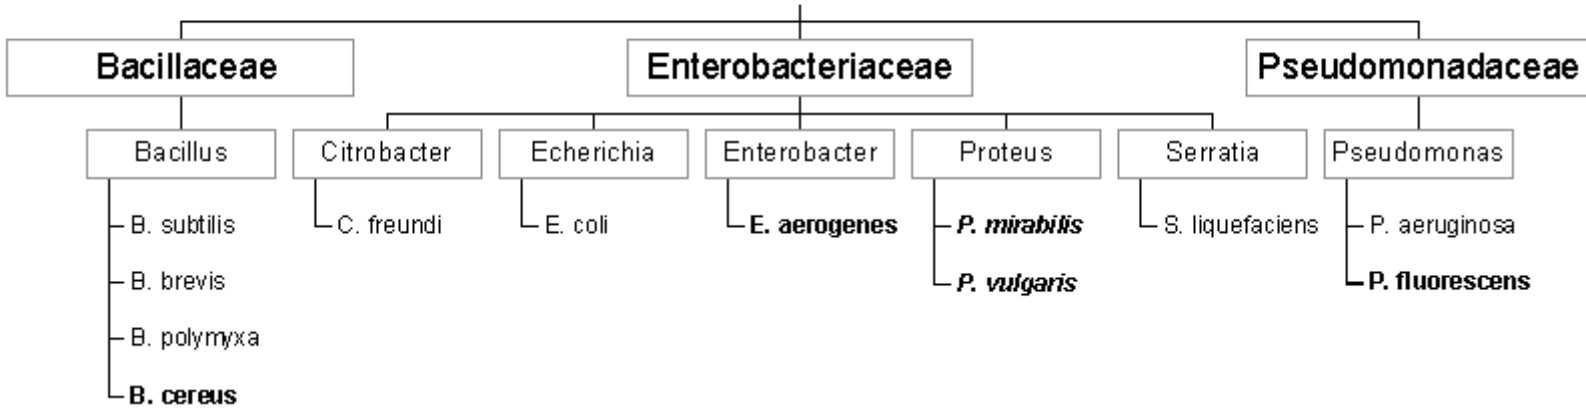 Bacillaceae Enterobacteriaceae Pseudomonadaceae
Bacillus Citrobacter Echerichia Enterobacter Proteus Serratia Pseudomonas
B. subtilis C. freundi E. coli E. aerogenes P. mirabilis S. liquefaciens P. aeruginosa
B. brevis P. vulgaris P. fluorescens
B. polymyxa
B. cereus